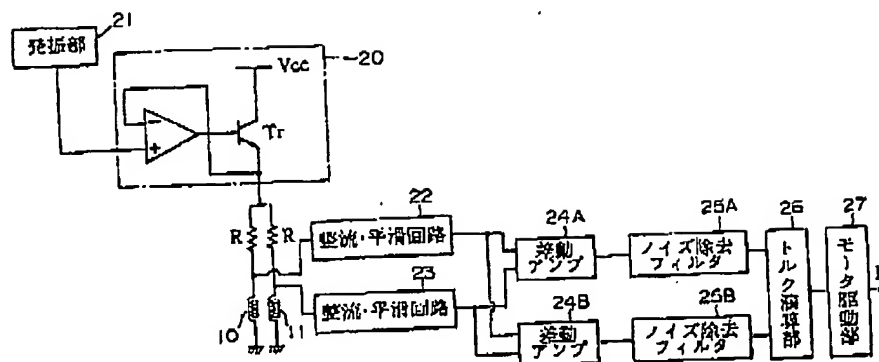 21
発振部
20
Vcc
-
+
Tr
R
R
10
11
22
整流・平滑回路
23
整流・平滑回路
24A
差動
アンプ
24B
差動
アンプ
25A
ノイズ除去
フィルタ
25B
ノイズ除去
フィルタ
26
トルク演算部
27
モータ駆動部